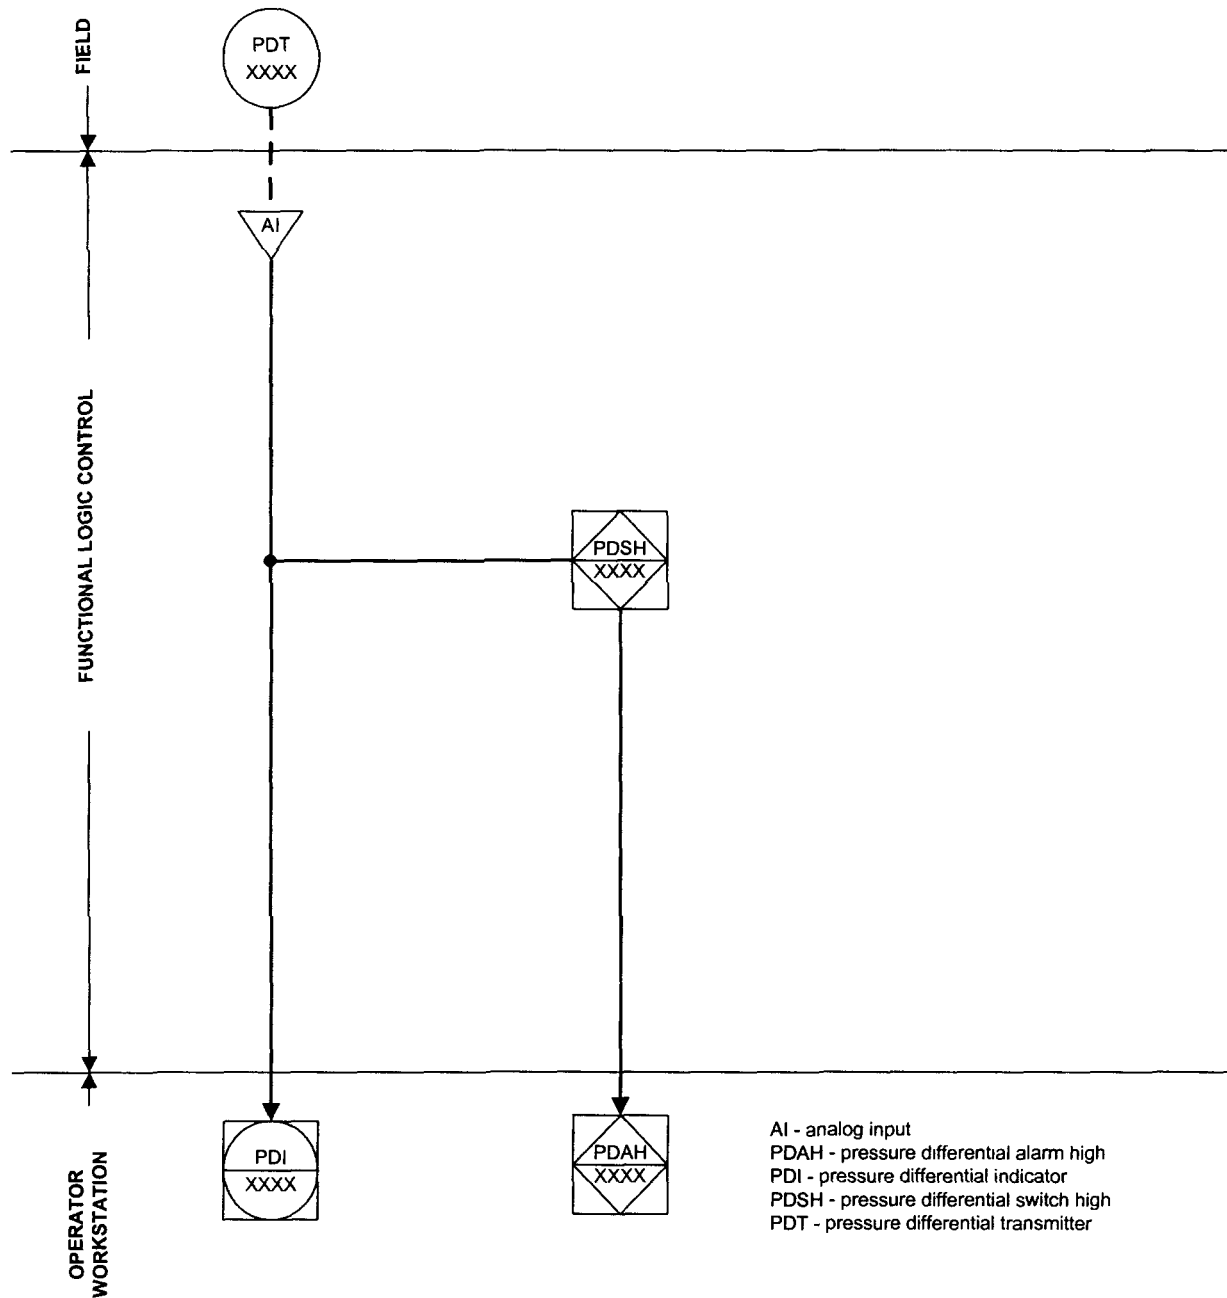 FIELD
PDT
XXXX
AI
FUNCTIONAL LOGIC CONTROL
PDSH
XXXX
OPERATOR
WORKSTATION
PDI
XXXX
PDAH
XXXX
AI - analog input
PDAH - pressure differential alarm high
PDI - pressure differential indicator
PDSH - pressure differential switch high
PDT - pressure differential transmitter